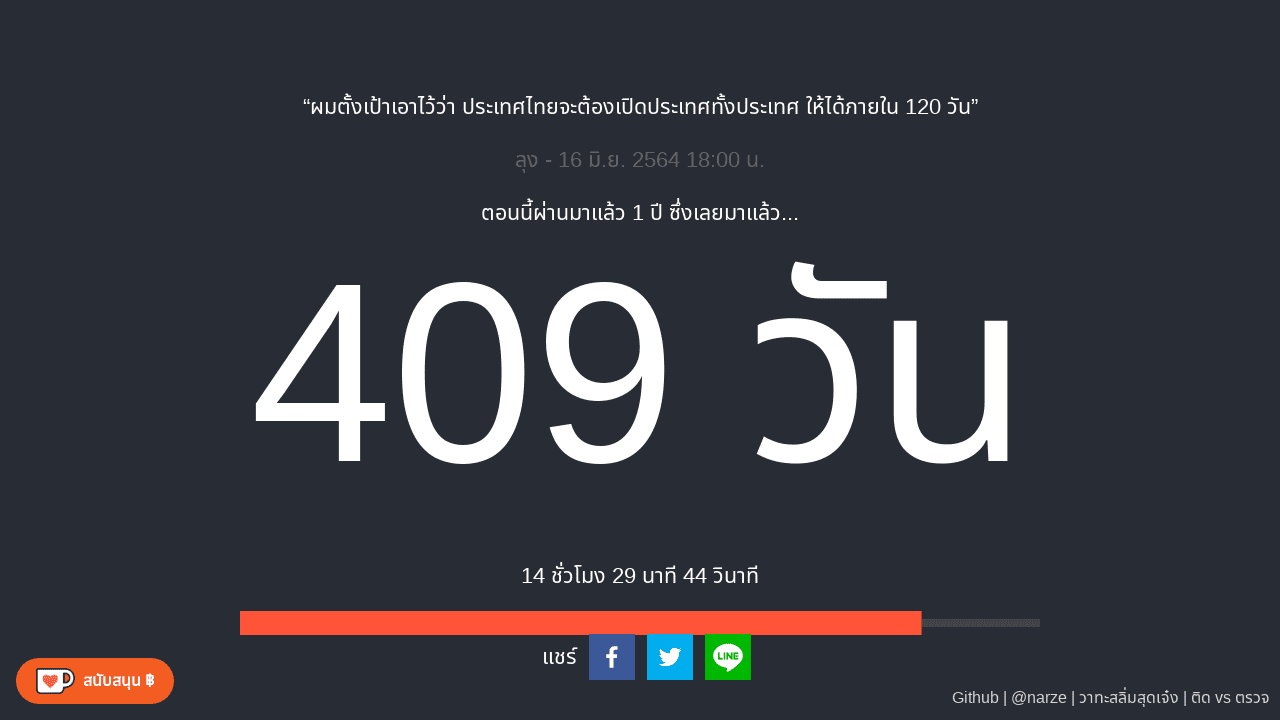 “ผมตั้งเป้าเอาไว้ว่า ประเทศไทยจะต้องเปิดประเทศทั้งประเทศ ให้ได้ภายใน 120 วัน”
ลุง - 16 มิ.ย. 2564 18:00 น.
ตอนนี้ผ่านมาแล้ว 1 ปี ซึ่งเลยมาแล้ว...
409 วัน
14 ชั่วโมง 29 นาที 44 วินาที
แชร์
LINE
สนับสนุน ฿
Github | @narze | วาทะสลิ่มสุดเจ๋ง | ติด vs ตรวจ